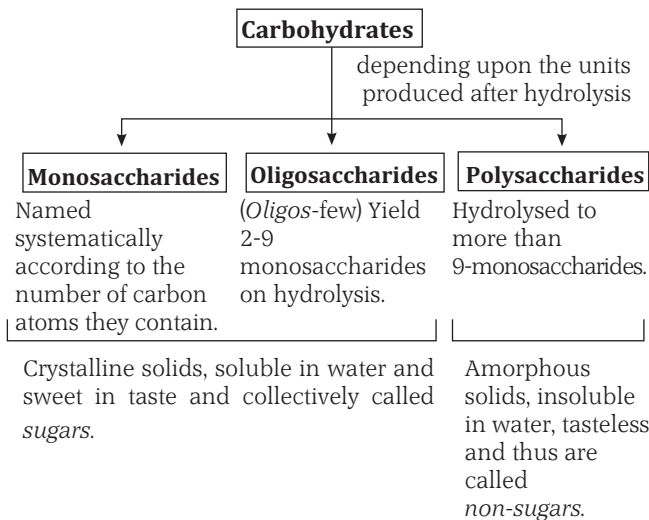 Carbohydrates
depending upon the units
produced after hydrolysis
Monosaccharides
Named
systematically
according to the
number of carbon
atoms they contain.
Oligosaccharides
(Oligos-few) Yield
2-9
monosaccharides
on hydrolysis.
Polysaccharides
Hydrolysed to
more than
9-monosaccharides.
Crystalline solids, soluble in water and
sweet in taste and collectively called
sugars.
Amorphous
solids, insoluble
in water, tasteless
and thus are
called
non-sugars.